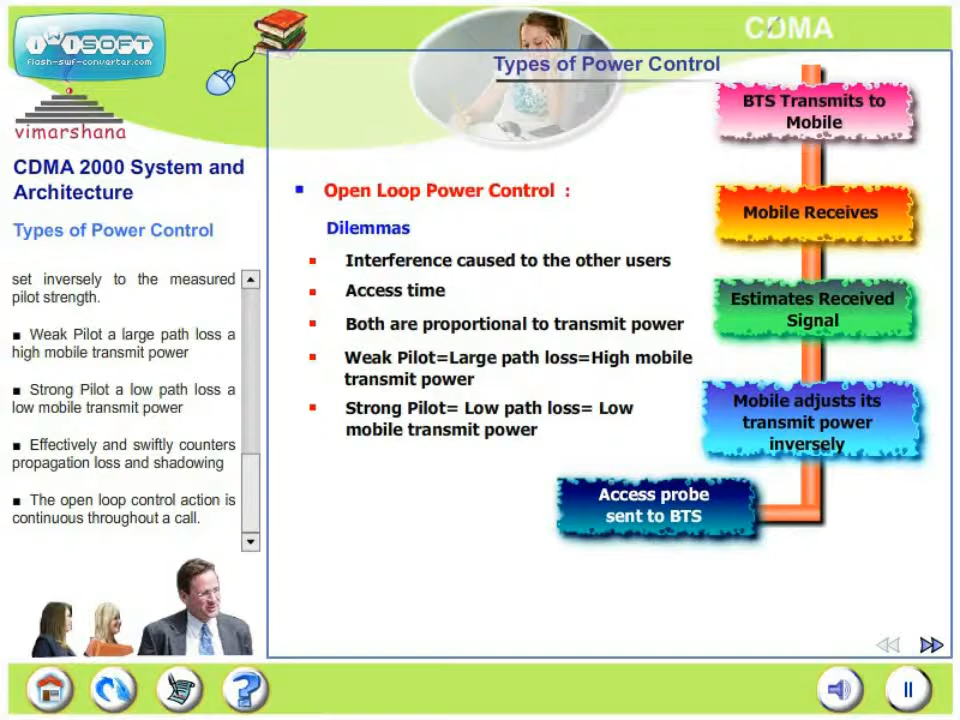 iWiSOFT
flash-swf-converter.com
CDMA
Types of Power Control
vimarshana
CDMA 2000 System and
Architecture
Types of Power Control
set inversely to the measured
pilot strength.
■ Weak Pilot a large path loss a
high mobile transmit power
■ Strong Pilot a low path loss a
low mobile transmit power
■ Effectively and swiftly counters
propagation loss and shadowing
■ The open loop control action is
continuous throughout a call.
Open Loop Power Control :
Dilemmas
Interference caused to the other users
Access time
Both are proportional to transmit power
Weak Pilot=Large path loss=High mobile
transmit power
Strong Pilot= Low path loss= Low
mobile transmit power
BTS Transmits to
Mobile
Mobile Receives
Estimates Received
Signal
Mobile adjusts its
transmit power
inversely
Access probe
sent to BTS
?